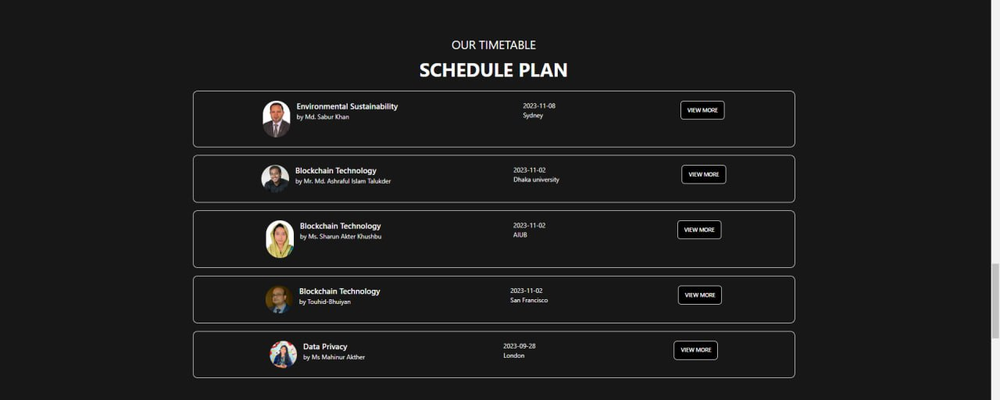 OUR TIMETABLE
SCHEDULE PLAN
Environmental Sustainability
by Md. Sabur Khan
2023-11-08
Sydney
VIEW MORE
Blockchain Technology
by Mr. Md. Ashraful Islam Talukder
2023-11-02
Dhaka university
VIEW MORE
Blockchain Technology
by Ms. Sharun Akter Khushbu
2023-11-02
AIUB
VIEW MORE
Blockchain Technology
by Touhid-Bhuiyan
2023-11-02
San Francisco
VIEW MORE
Data Privacy
by Ms Mahinur Akther
2023-09-28
London
VIEW MORE